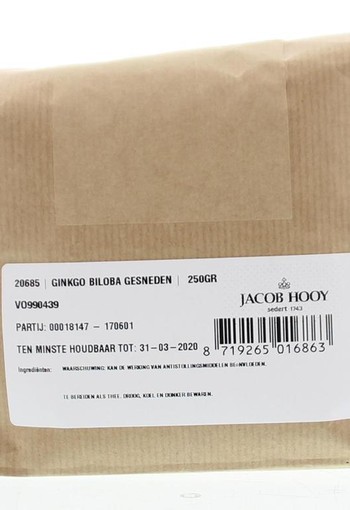 20685 | GINKGO BILOBA GESNEDEN | 250GR
VO990439
JACOB HOOY
sedert 1743
PARTIJ: 00018147 - 170601
TEN MINSTE HOUDBAAR TOT: 31-03-2020
8 719265 016863
Ingrediënten: WAARSCHUWING: KAN DE WERKING VAN ANTISTOLLINGSMIDDELEN BEINVLOEDEN.
TE BEREIDEN ALS THEE. DROOG, KOEL EN DONKER BEWAREN.